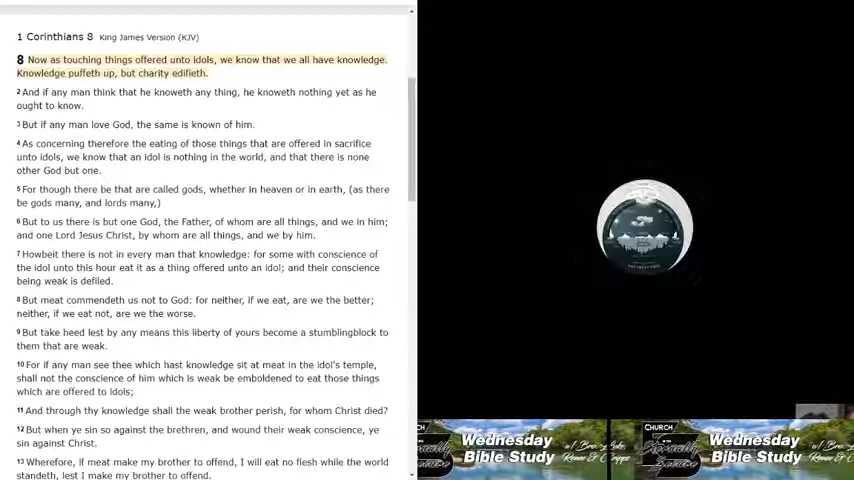 1 Corinthians 8 King James Version (KJV)
8 Now as touching things offered unto idols, we know that we all have knowledge.
Knowledge puffeth up, but charity edifieth.
2 And if any man think that he knoweth any thing, he knoweth nothing yet as he
ought to know.
3 But if any man love God, the same is known of him.
4 As concerning therefore the eating of those things that are offered in sacrifice
unto idols, we know that an idol is nothing in the world, and that there is none
other God but one.
5 For though there be that are called gods, whether in heaven or in earth, (as there
be gods many, and lords many,)
6 But to us there is but one God, the Father, of whom are all things, and we in him;
and one Lord Jesus Christ, by whom are all things, and we by him.
7 Howbeit there is not in every man that knowledge: for some with conscience of
the idol unto this hour eat it as a thing offered unto an idol; and their conscience
being weak is defiled.
8 But meat commendeth us not to God: for neither, if we eat, are we the better;
neither, if we eat not, are we the worse.
9 But take heed lest by any means this liberty of yours become a stumblingblock to
them that are weak.
10 For if any man see thee which hast knowledge sit at meat in the idol's temple,
shall not the conscience of him which is weak be emboldened to eat those things
which are offered to idols;
11 And through thy knowledge shall the weak brother perish, for whom Christ died?
12 But when ye sin so against the brethren, and wound their weak conscience, ye
sin against Christ.
13 Wherefore, if meat make my brother to offend, I will eat no flesh while the world
standeth, lest I make my brother to offend.
CHURCH
Eternally
Secure
Wednesday
Bible Study
CHURCH
Eternally
Secure
Wednesday
Bible Study